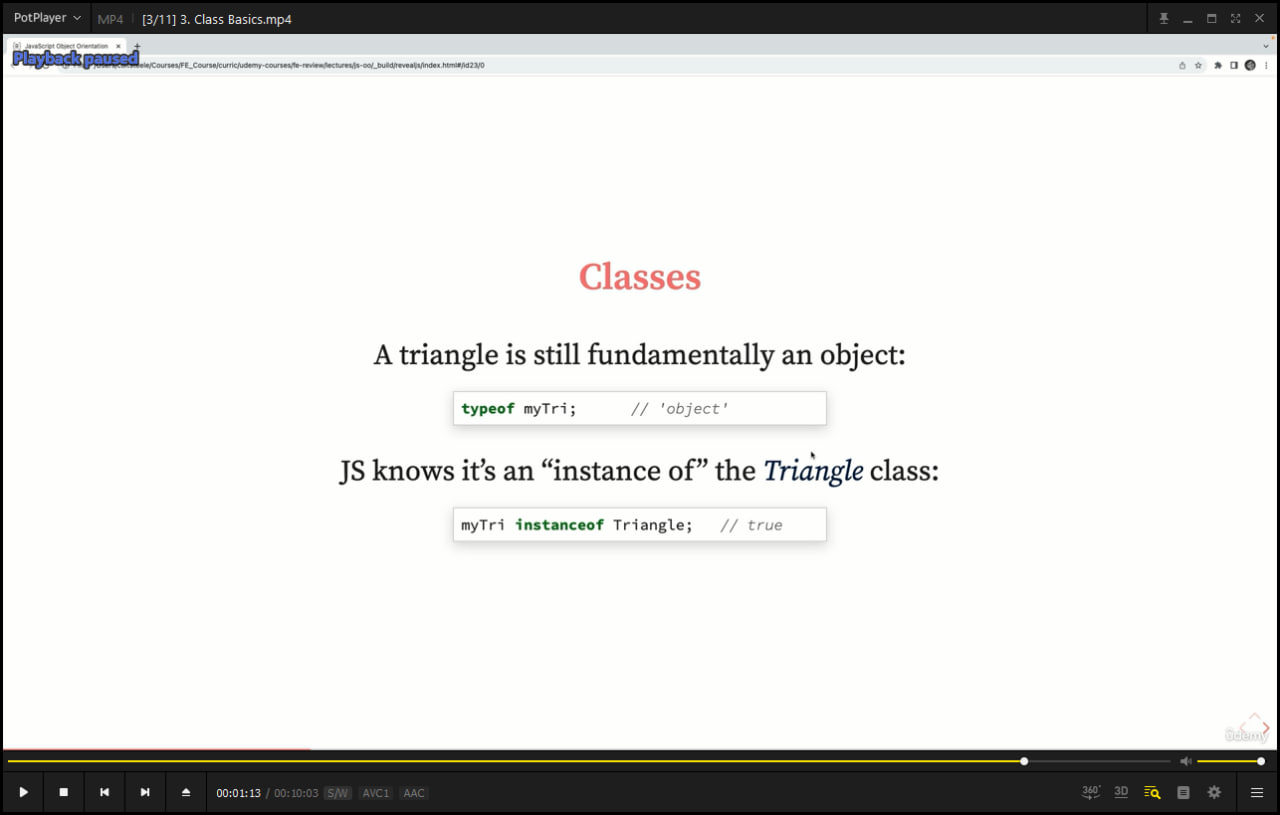 PotPlayer MP4 [3/11] 3. Class Basics.mp4
JavaScript Object Orientation
Playback paused
/Courses/FE_Course/curric/udemy-courses/fe-review/lectures/js-oo/_build/revealjs/index.html#/id23/0
Classes
A triangle is still fundamentally an object:
typeof myTri; // 'object'
JS knows it's an “instance of” the Triangle class:
myTri instanceof Triangle; // true
ûdemy
00:01:13 / 00:10:03 S/W AVC1 AAC 360° 3D